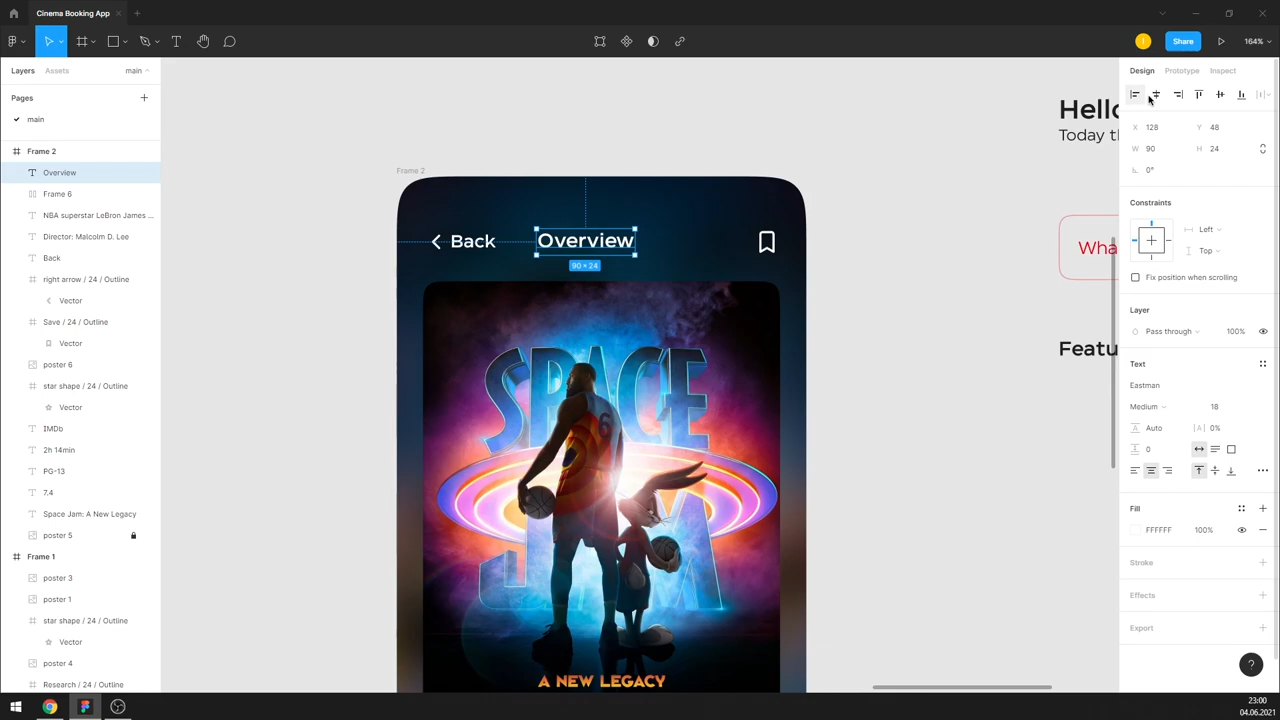 Cinema Booking App
164%
Share
Layers
Assets
main
Pages
main
Frame 2
Overview
Frame 6
NBA superstar LeBron James ...
Director: Malcolm D. Lee
Back
right arrow / 24 / Outline
Vector
Save / 24 / Outline
Vector
poster 6
star shape / 24 / Outline
Vector
IMDb
2h 14min
PG-13
7.4
Space Jam: A New Legacy
poster 5
Frame 1
poster 3
poster 1
star shape / 24 / Outline
Vector
poster 4
Research / 24 / Outline
Frame 2
Back
Overview
90 × 24
SPACE
JAM
6
A NEW LEGACY
Hello
Today t
Wha
Featu
Design
Prototype
Inspect
X 128
Y 48
W 90
H 24
0°
Constraints
Left
Top
Fix position when scrolling
Layer
Pass through
100%
Text
Eastman
Medium
18
A Auto
|A| 0%
0
Fill
FFFFFF
100%
Stroke
Effects
Export
?
23:00
04.06.2021